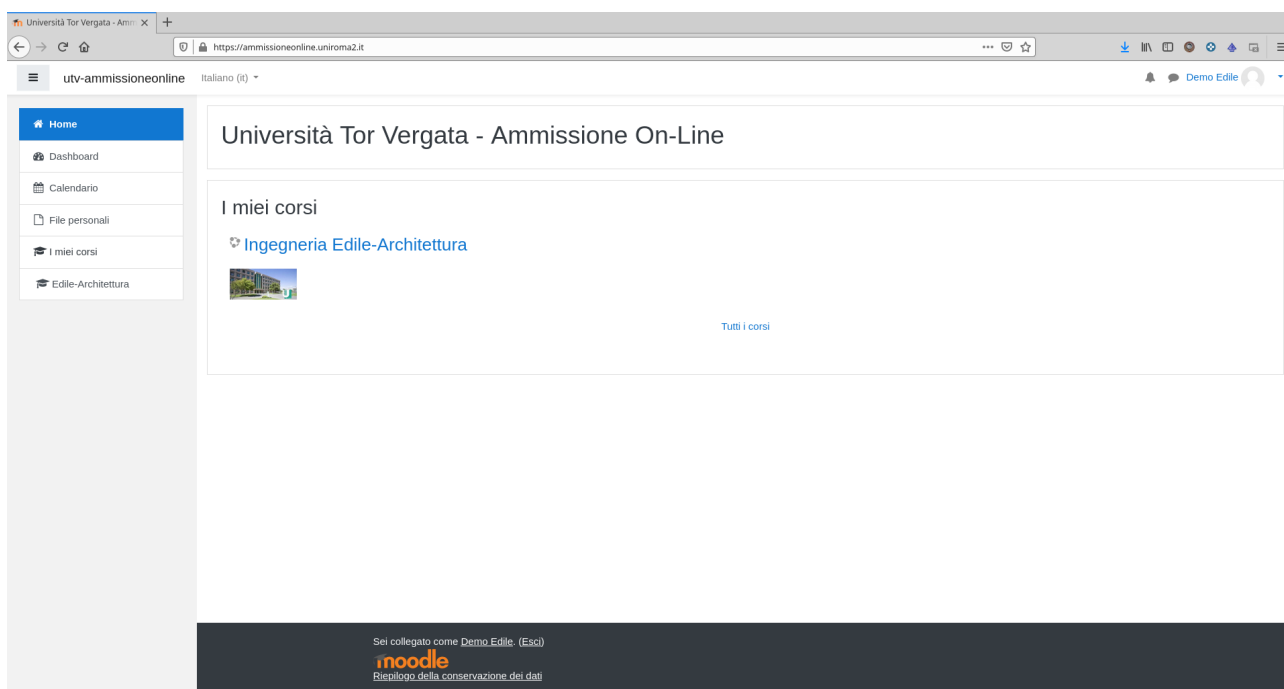 Università Tor Vergata - Amm
https://ammissioneonline.uniroma2.it
utv-ammissioneonline Italiano (it) Demo Edile
Home
Dashboard
Calendario
File personali
I miei corsi
Edile-Architettura
Università Tor Vergata - Ammissione On-Line
I miei corsi
Ingegneria Edile-Architettura
Tutti i corsi
Sei collegato come Demo Edile. (Esci)
moodle
Riepilogo della conservazione dei dati